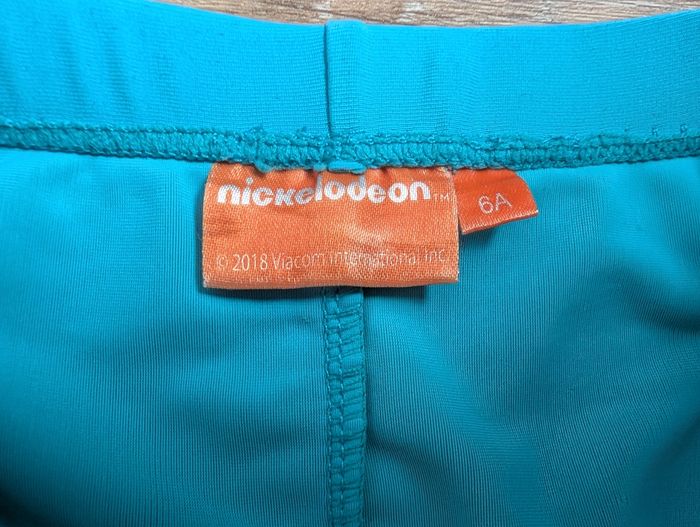 nickelodeon™
6A
© 2018 Viacom International Inc.